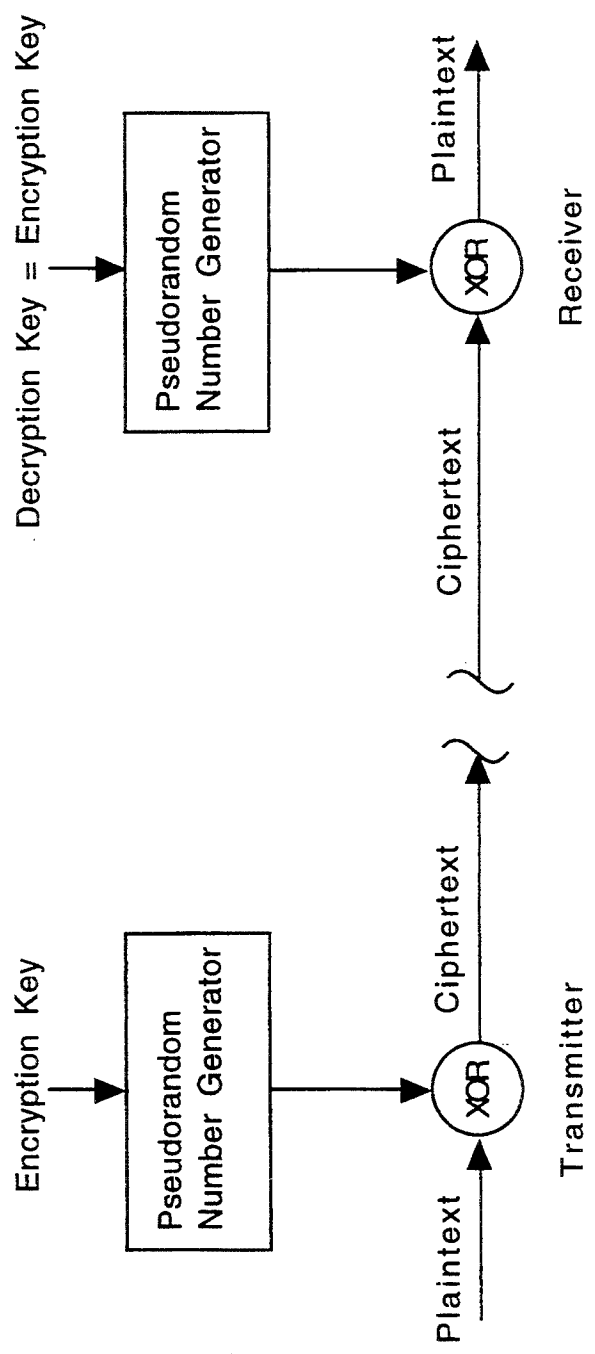 Encryption Key
Decryption Key = Encryption Key
Pseudorandom
Number Generator
Pseudorandom
Number Generator
Plaintext
XOR
Ciphertext
Ciphertext
XOR
Plaintext
Transmitter
Receiver